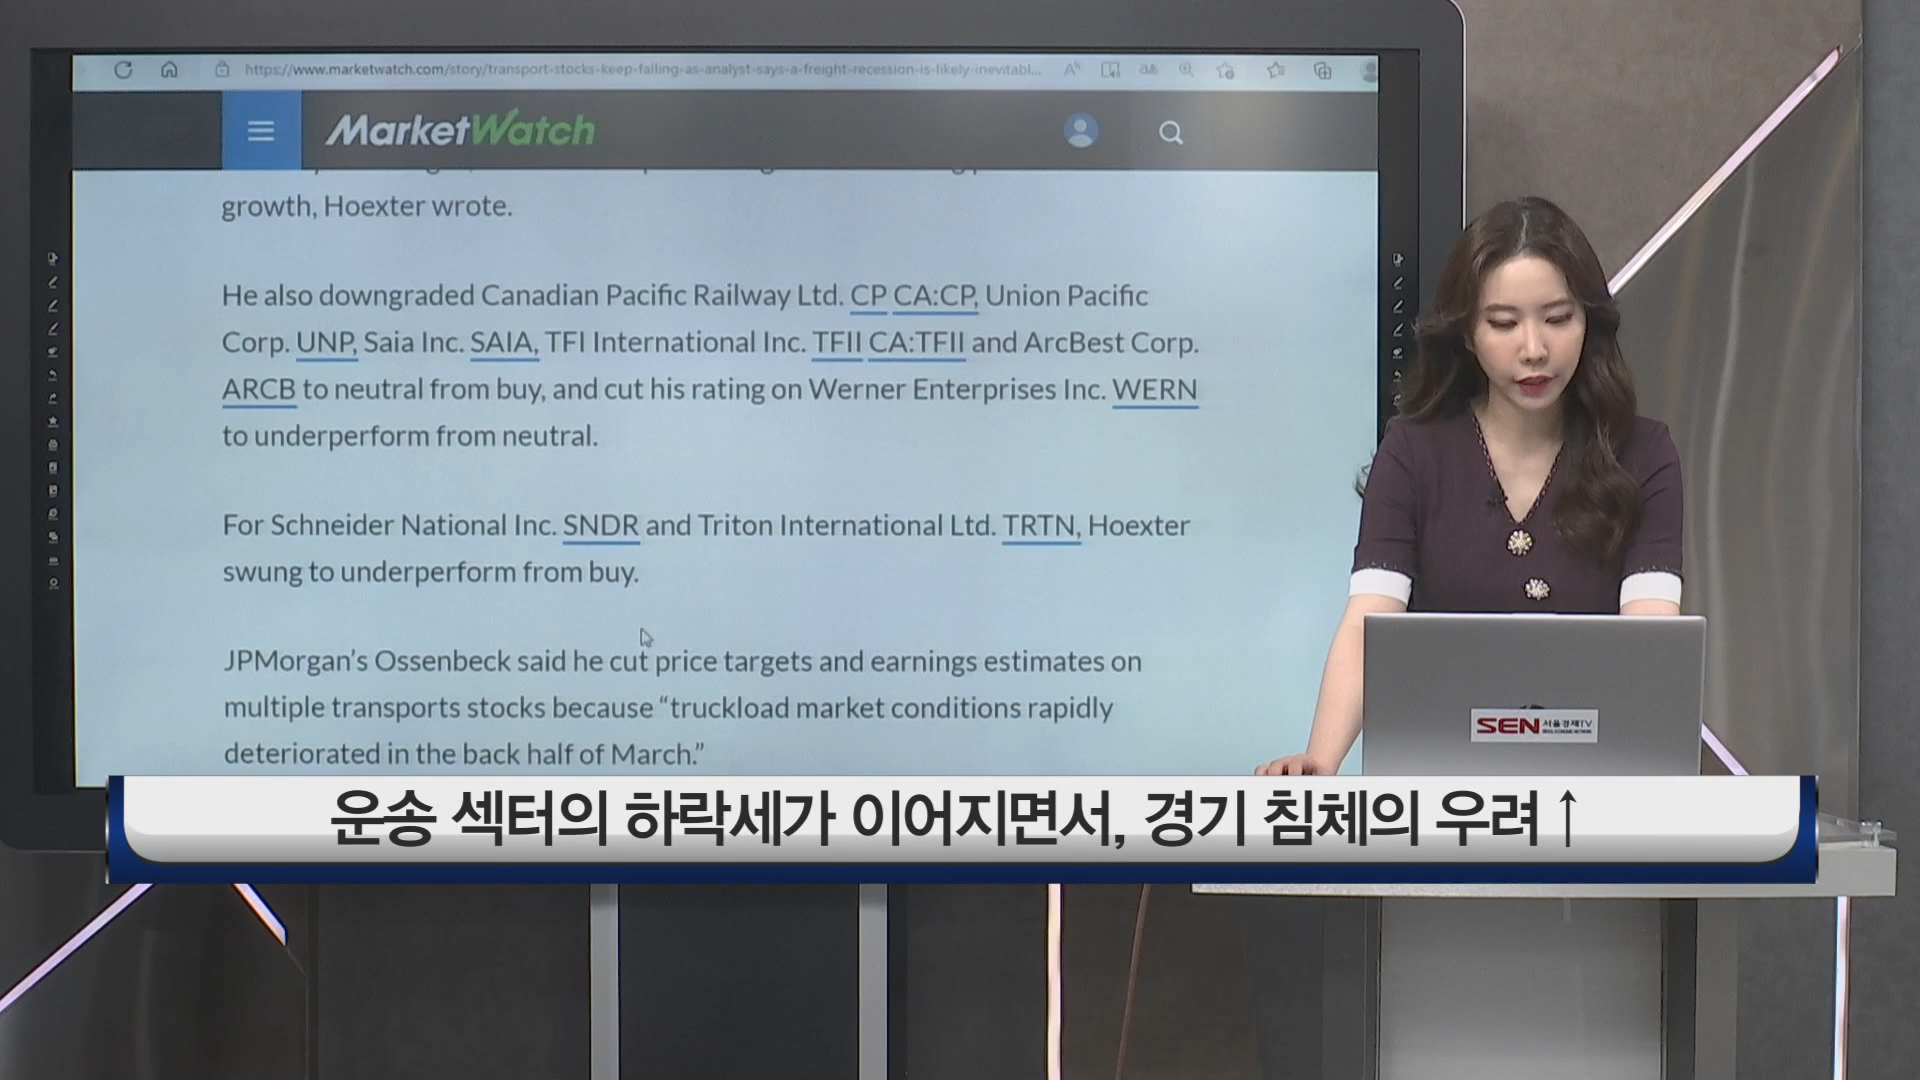 https://www.marketwatch.com/story/transport-stocks-keep-falling-as-analyst-says-a-freight-recession-is-likely-inevitabl...
MarketWatch
growth, Hoexter wrote.
He also downgraded Canadian Pacific Railway Ltd. CP CA:CP, Union Pacific
Corp. UNP, Saia Inc. SAIA, TFI International Inc. TFII CA:TFII and ArcBest Corp.
ARCB to neutral from buy, and cut his rating on Werner Enterprises Inc. WERN
to underperform from neutral.
For Schneider National Inc. SNDR and Triton International Ltd. TRTN, Hoexter
swung to underperform from buy.
JPMorgan’s Ossenbeck said he cut price targets and earnings estimates on
multiple transports stocks because “truckload market conditions rapidly
deteriorated in the back half of March.”
SEN 서울경제TV
운송 섹터의 하락세가 이어지면서, 경기 침체의 우려↑